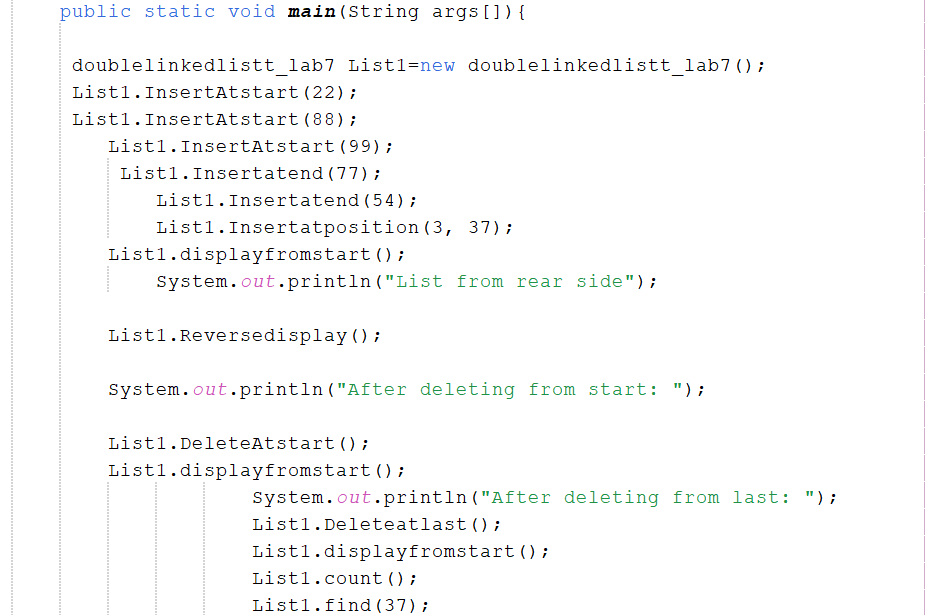 public static void main(String args[]){
doublelinkedlistt_lab7 List1=new doublelinkedlistt_lab7();
List1.InsertAtstart(22);
List1.InsertAtstart(88);
List1.InsertAtstart(99);
List1.Insertatend(77);
List1.Insertatend(54);
List1.Insertatposition(3, 37);
List1.displayfromstart();
System.out.println("List from rear side");
List1.Reversedisplay();
System.out.println("After deleting from start: ");
List1.DeleteAtstart();
List1.displayfromstart();
System.out.println("After deleting from last: ");
List1.Deleteatlast();
List1.displayfromstart();
List1.count();
List1.find(37);